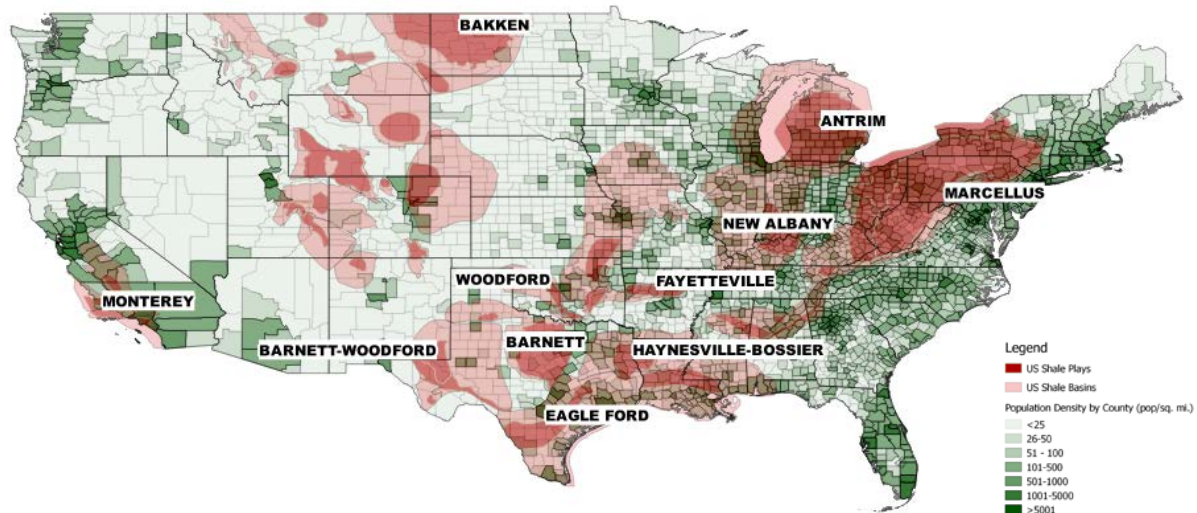 BAKKEN
ANTRIM
MARCELLUS
NEW ALBANY
WOODFORD
FAYETTEVILLE
MONTEREY
BARNETT
BARNETT-WOODFORD
HAYNESVILLE-BOSSIER
EAGLE FORD
Legend
US Shale Plays
US Shale Basins
Population Density by County (pop/sq. mi.)
<25
26-50
51 - 100
101-500
501-1000
1001-5000
>5001